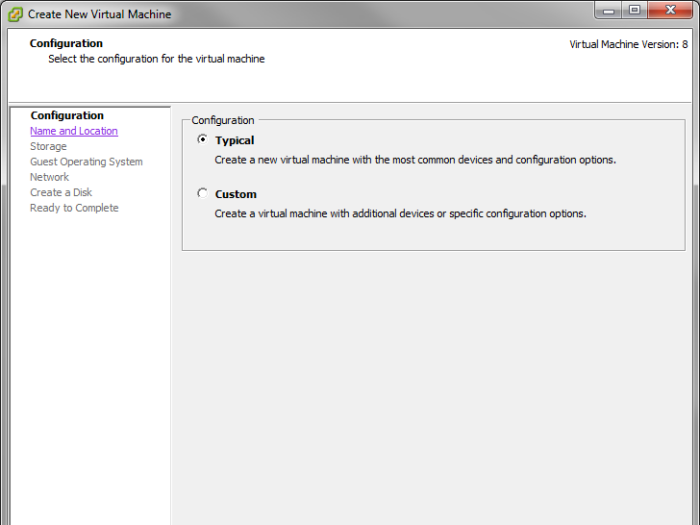 Create New Virtual Machine
Configuration
Select the configuration for the virtual machine
Virtual Machine Version: 8
Configuration
Name and Location
Storage
Guest Operating System
Network
Create a Disk
Ready to Complete
Configuration
Typical
Create a new virtual machine with the most common devices and configuration options.
Custom
Create a virtual machine with additional devices or specific configuration options.